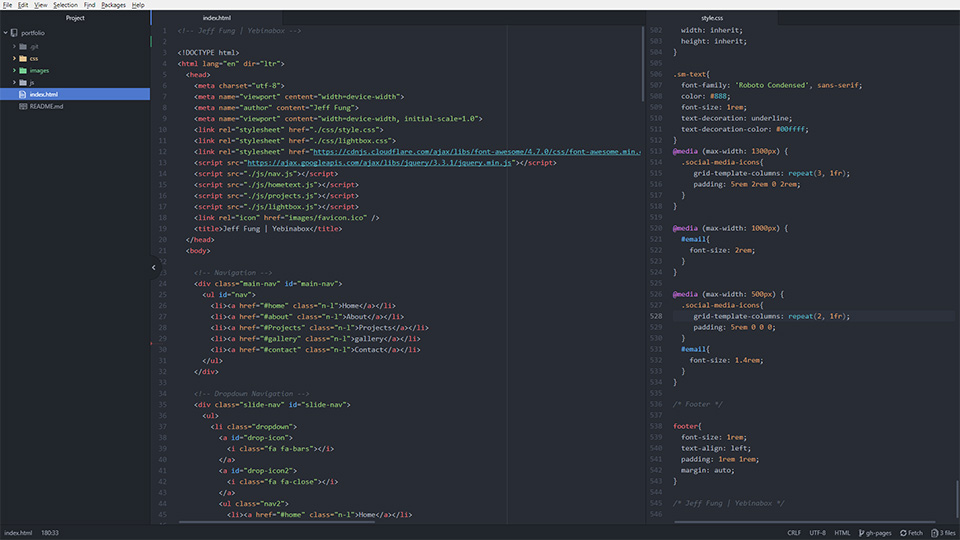 File Edit View Selection Find Packages Help
Project
portfolio
.git
css
images
js
index.html
README.md
index.html
1 <!-- Jeff Fung | Yebinabox -->
2
3 <!DOCTYPE html>
4 <html lang="en" dir="ltr">
5 <head>
6 <meta charset="utf-8">
7 <meta name="viewport" content="width=device-width">
8 <meta name="author" content="Jeff Fung">
9 <meta name="viewport" content="width=device-width, initial-scale=1.0">
10 <link rel="stylesheet" href="./css/style.css">
11 <link rel="stylesheet" href="./css/lightbox.css">
12 <link rel="stylesheet" href="https://cdnjs.cloudflare.com/ajax/libs/font-awesome/4.7.0/css/font-awesome.min.
13 <script src="https://ajax.googleapis.com/ajax/libs/jquery/3.3.1/jquery.min.js"></script>
14 <script src="./js/nav.js"></script>
15 <script src="./js/hometext.js"></script>
16 <script src="./js/projects.js"></script>
17 <script src="./js/lightbox.js"></script>
18 <link rel="icon" href="images/favicon.ico" />
19 <title>Jeff Fung | Yebinabox</title>
20 </head>
21 <body>
22
23 <!-- Navigation -->
24 <div class="main-nav" id="main-nav">
25 <ul id="nav">
26 <li><a href="#home" class="n-l">Home</a></li>
27 <li><a href="#about" class="n-l">About</a></li>
28 <li><a href="#Projects" class="n-l">Projects</a></li>
29 <li><a href="#gallery" class="n-l">gallery</a></li>
30 <li><a href="#contact" class="n-l">Contact</a></li>
31 </ul>
32 </div>
33
34 <!-- Dropdown Navigation -->
35 <div class="slide-nav" id="slide-nav">
36 <ul>
37 <li class="dropdown">
38 <a id="drop-icon">
39 <i class="fa fa-bars"></i>
40 </a>
41 <a id="drop-icon2">
42 <i class="fa fa-close"></i>
43 </a>
44 <ul class="nav2">
45 <li><a href="#home" class="n-l">Home</a></li>
style.css
502 width: inherit;
503 height: inherit;
504 }
505
506 .sm-text{
507 font-family: 'Roboto Condensed', sans-serif;
508 color: #888;
509 font-size: 1rem;
510 text-decoration: underline;
511 text-decoration-color: #00ffff;
512 }
513 @media (max-width: 1300px) {
514 .social-media-icons{
515 grid-template-columns: repeat(3, 1fr);
516 padding: 5rem 2rem 0 2rem;
517 }
518 }
519
520 @media (max-width: 1000px) {
521 #email{
522 font-size: 2rem;
523 }
524 }
525
526 @media (max-width: 500px) {
527 .social-media-icons{
528 grid-template-columns: repeat(2, 1fr);
529 padding: 5rem 0 0 0;
530 }
531 #email{
532 font-size: 1.4rem;
533 }
534 }
535
536 /* Footer */
537
538 footer{
539 font-size: 1rem;
540 text-align: left;
541 padding: 1rem 1rem;
542 margin: auto;
543 }
544
545 /* Jeff Fung | Yebinabox */
546
index.html 180:33 CRLF UTF-8 HTML gh-pages Fetch 3 files